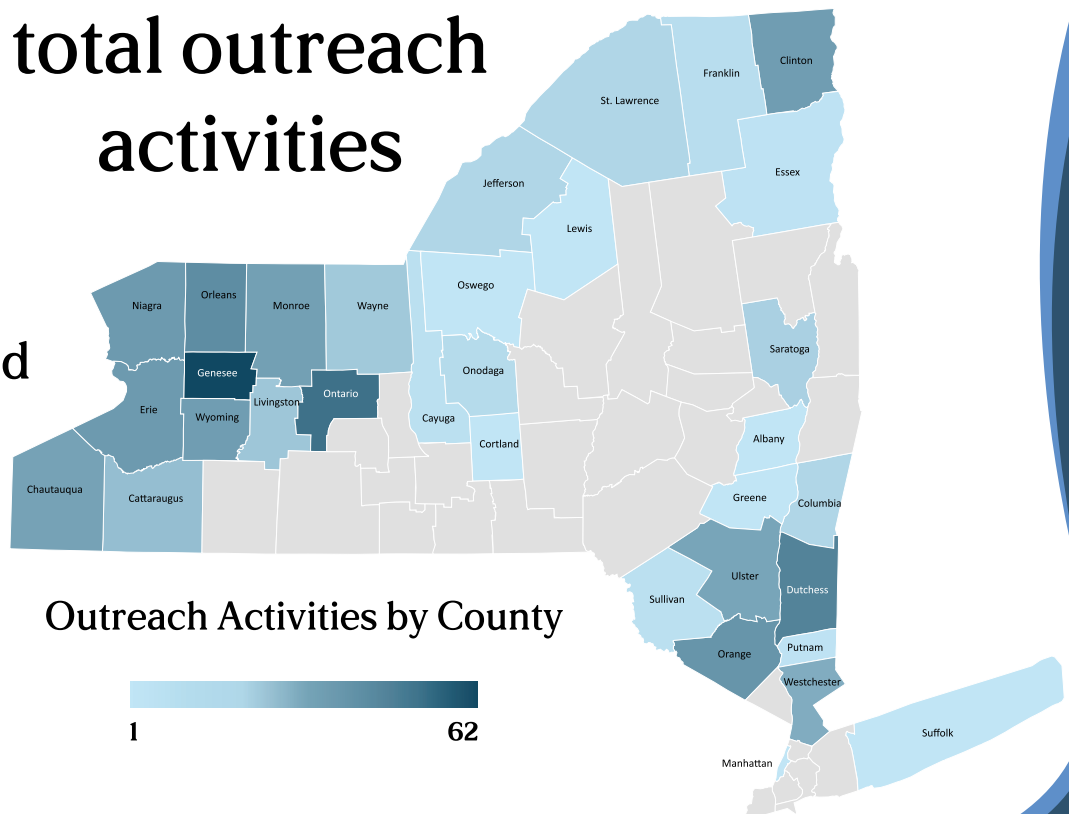 total outreach
activities
d
Clinton
Franklin
St. Lawrence
Essex
Jefferson
Lewis
Oswego
Niagra
Orleans
Monroe
Wayne
Saratoga
Genesee
Onodaga
Ontario
Livingston
Erie
Wyoming
Cayuga
Albany
Cortland
Chautauqua
Cattaraugus
Greene
Columbia
Ulster
Dutchess
Sullivan
Outreach Activities by County
Putnam
Orange
Westchester
1
62
Suffolk
Manhattan